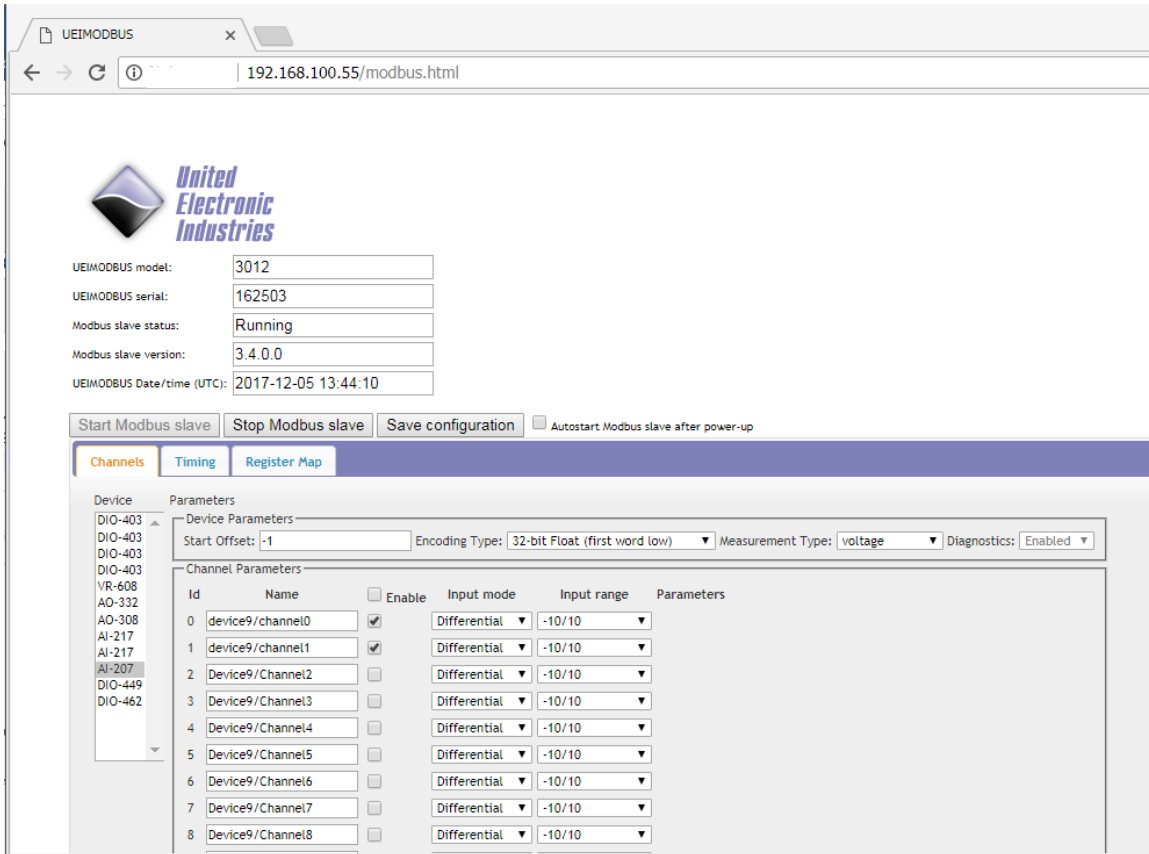 UEIMODBUS
192.168.100.55/modbus.html
United
Electronic
Industries
UEIMODBUS model: 3012
UEIMODBUS serial: 162503
Modbus slave status: Running
Modbus slave version: 3.4.0.0
UEIMODBUS Date/time (UTC): 2017-12-05 13:44:10
Start Modbus slave Stop Modbus slave Save configuration Autostart Modbus slave after power-up
Channels Timing Register Map
Device Parameters
DIO-403
DIO-403
DIO-403
DIO-403
VR-608
AO-332
AO-308
AI-217
AI-217
AI-207
DIO-449
DIO-462
Device Parameters
Start Offset: -1 Encoding Type: 32-bit Float (first word low) Measurement Type: voltage Diagnostics: Enabled
Channel Parameters
Id Name Enable Input mode Input range Parameters
0 device9/channel0 Differential -10/10
1 device9/channel1 Differential -10/10
2 Device9/Channel2 Differential -10/10
3 Device9/Channel3 Differential -10/10
4 Device9/Channel4 Differential -10/10
5 Device9/Channel5 Differential -10/10
6 Device9/Channel6 Differential -10/10
7 Device9/Channel7 Differential -10/10
8 Device9/Channel8 Differential -10/10